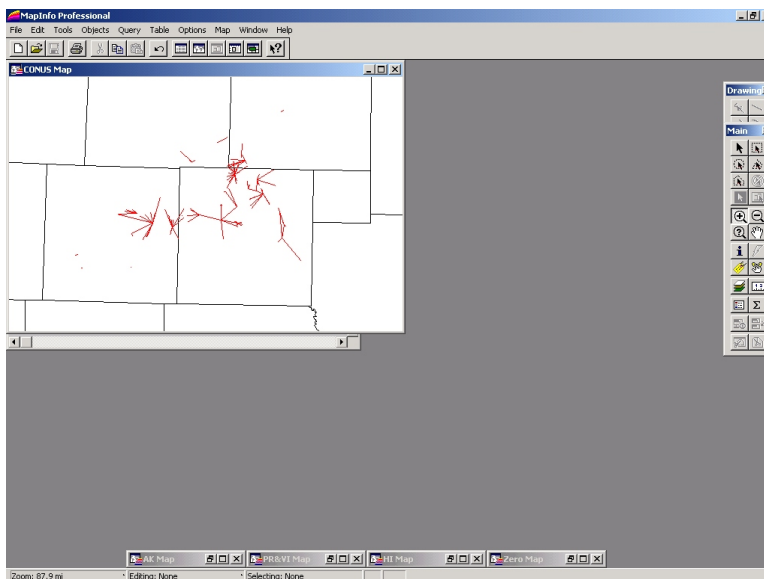 MapInfo Professional
File Edit Tools Objects Query Table Options Map Window Help
CONUS Map
Drawing
Main
AK Map
PR&VI Map
HI Map
Zero Map
Zoom: 87.9 mi
Editing: None
Selecting: None